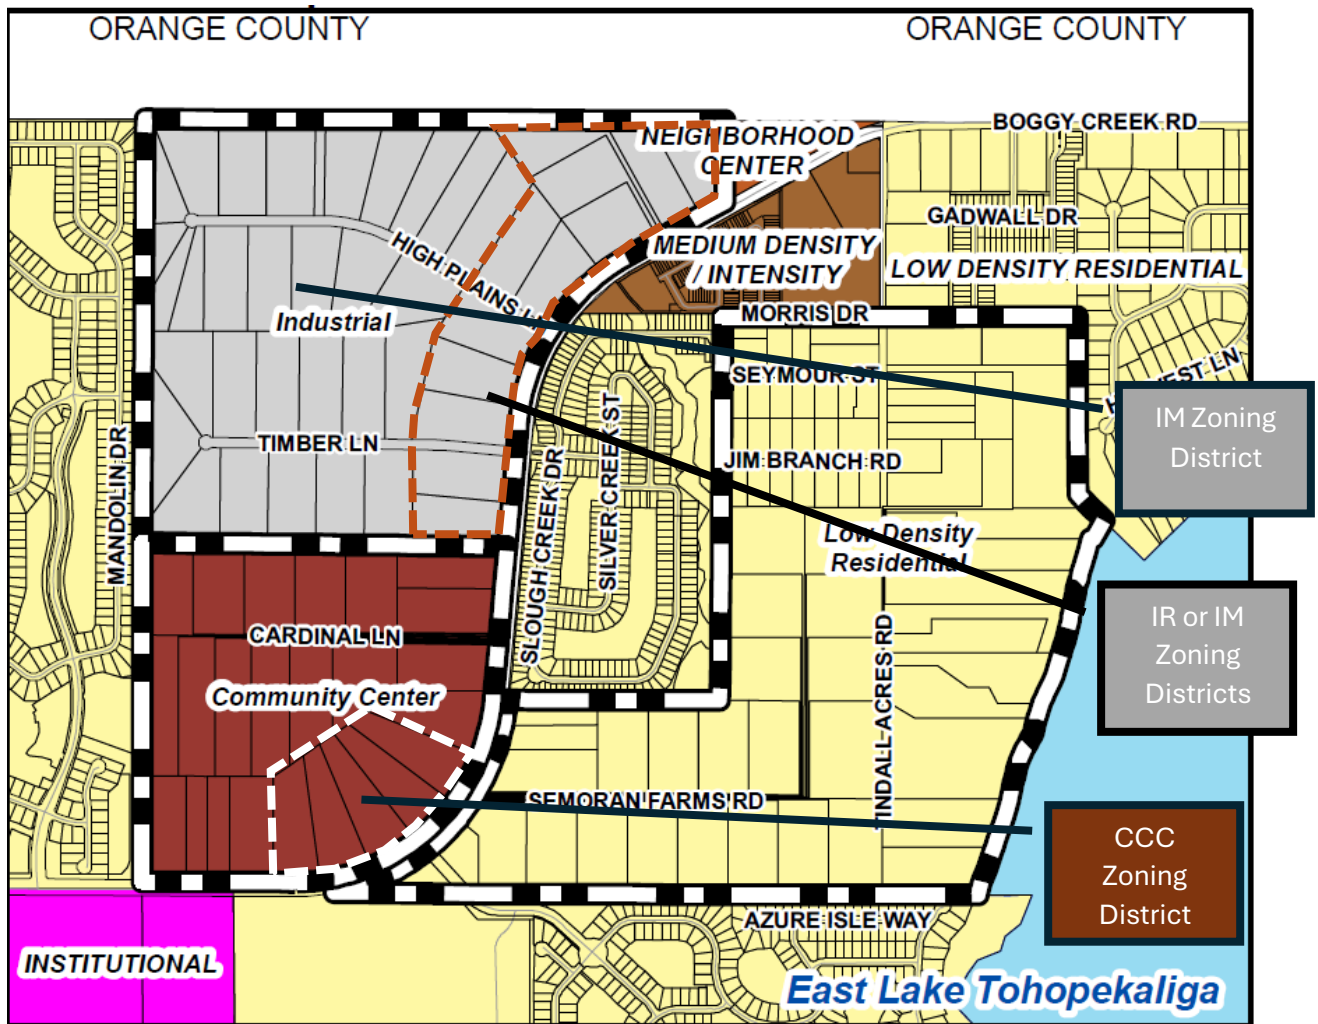 ORANGE COUNTY
ORANGE COUNTY
BOGGY CREEK RD
NEIGHBORHOOD
CENTER
GADWALL DR
HIGH PLAINS L
MEDIUM DENSITY
/ INTENSITY
LOW DENSITY RESIDENTIAL
Industrial
MORRIS DR
SEYMOUR ST
VEST LN
IM Zoning
District
MANDOLIN DR
TIMBER LN
SLOUGH CREEK DR
SILVER CREEK ST
JIM BRANCH RD
Low Density
Residential
IR or IM
Zoning
Districts
CARDINAL LN
Community Center
TINDALL ACRES RD
SEMORAN FARMS RD
CCC
Zoning
District
AZURE ISLE WAY
INSTITUTIONAL
East Lake Tohopekaliga